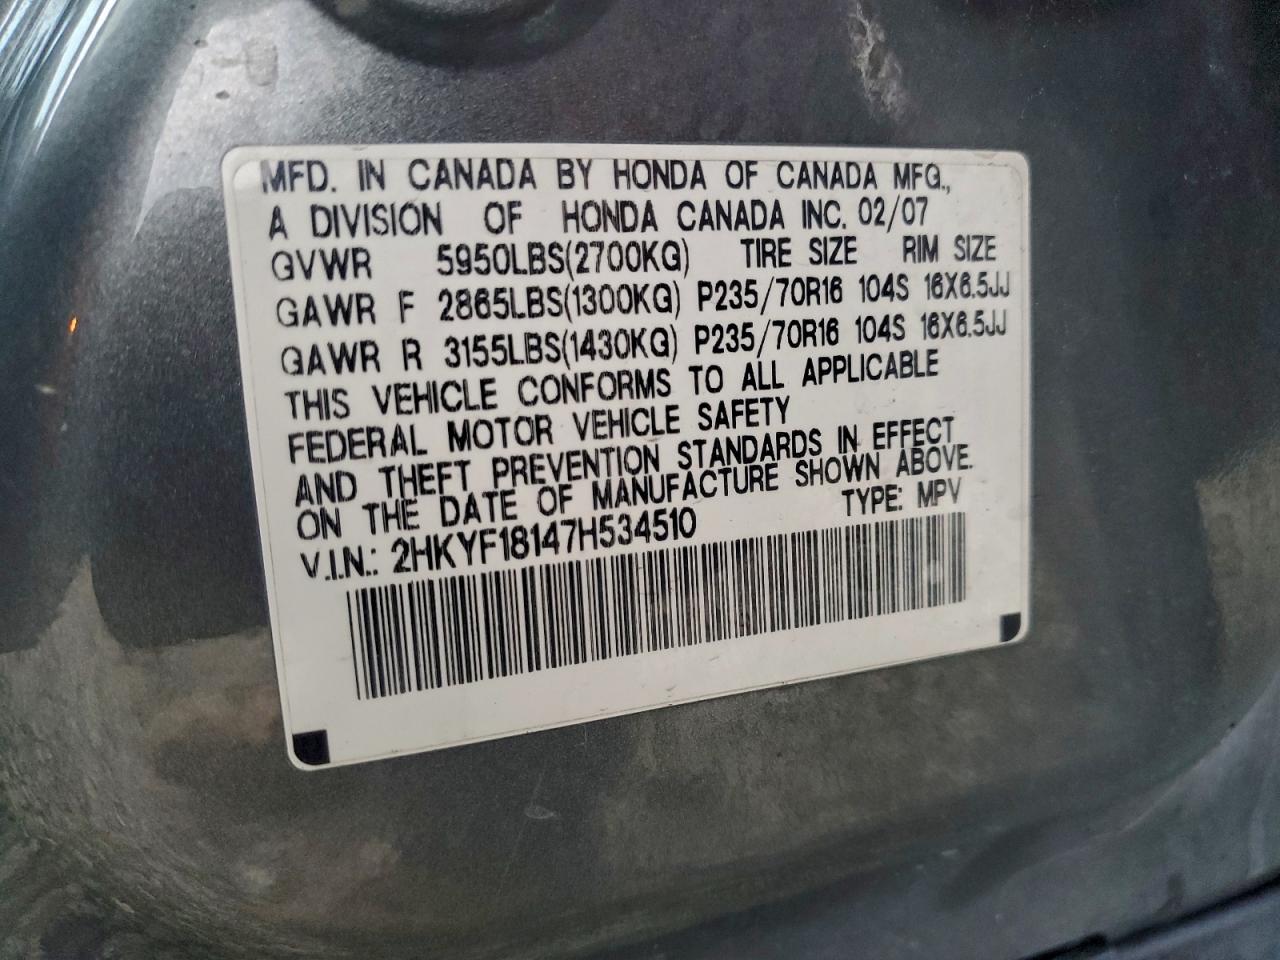 MFD. IN CANADA BY HONDA OF CANADA MFG.,
A DIVISION OF HONDA CANADA INC. 02/07
GVWR 5950LBS(2700KG) TIRE SIZE RIM SIZE
GAWR F 2865LBS(1300KG) P235/70R16 104S 16X6.5JJ
GAWR R 3155LBS(1430KG) P235/70R16 104S 16X6.5JJ
THIS VEHICLE CONFORMS TO ALL APPLICABLE
FEDERAL MOTOR VEHICLE SAFETY
AND THEFT PREVENTION STANDARDS IN EFFECT
ON THE DATE OF MANUFACTURE SHOWN ABOVE.
V.I.N.: 2HKYF18147H534510 TYPE: MPV